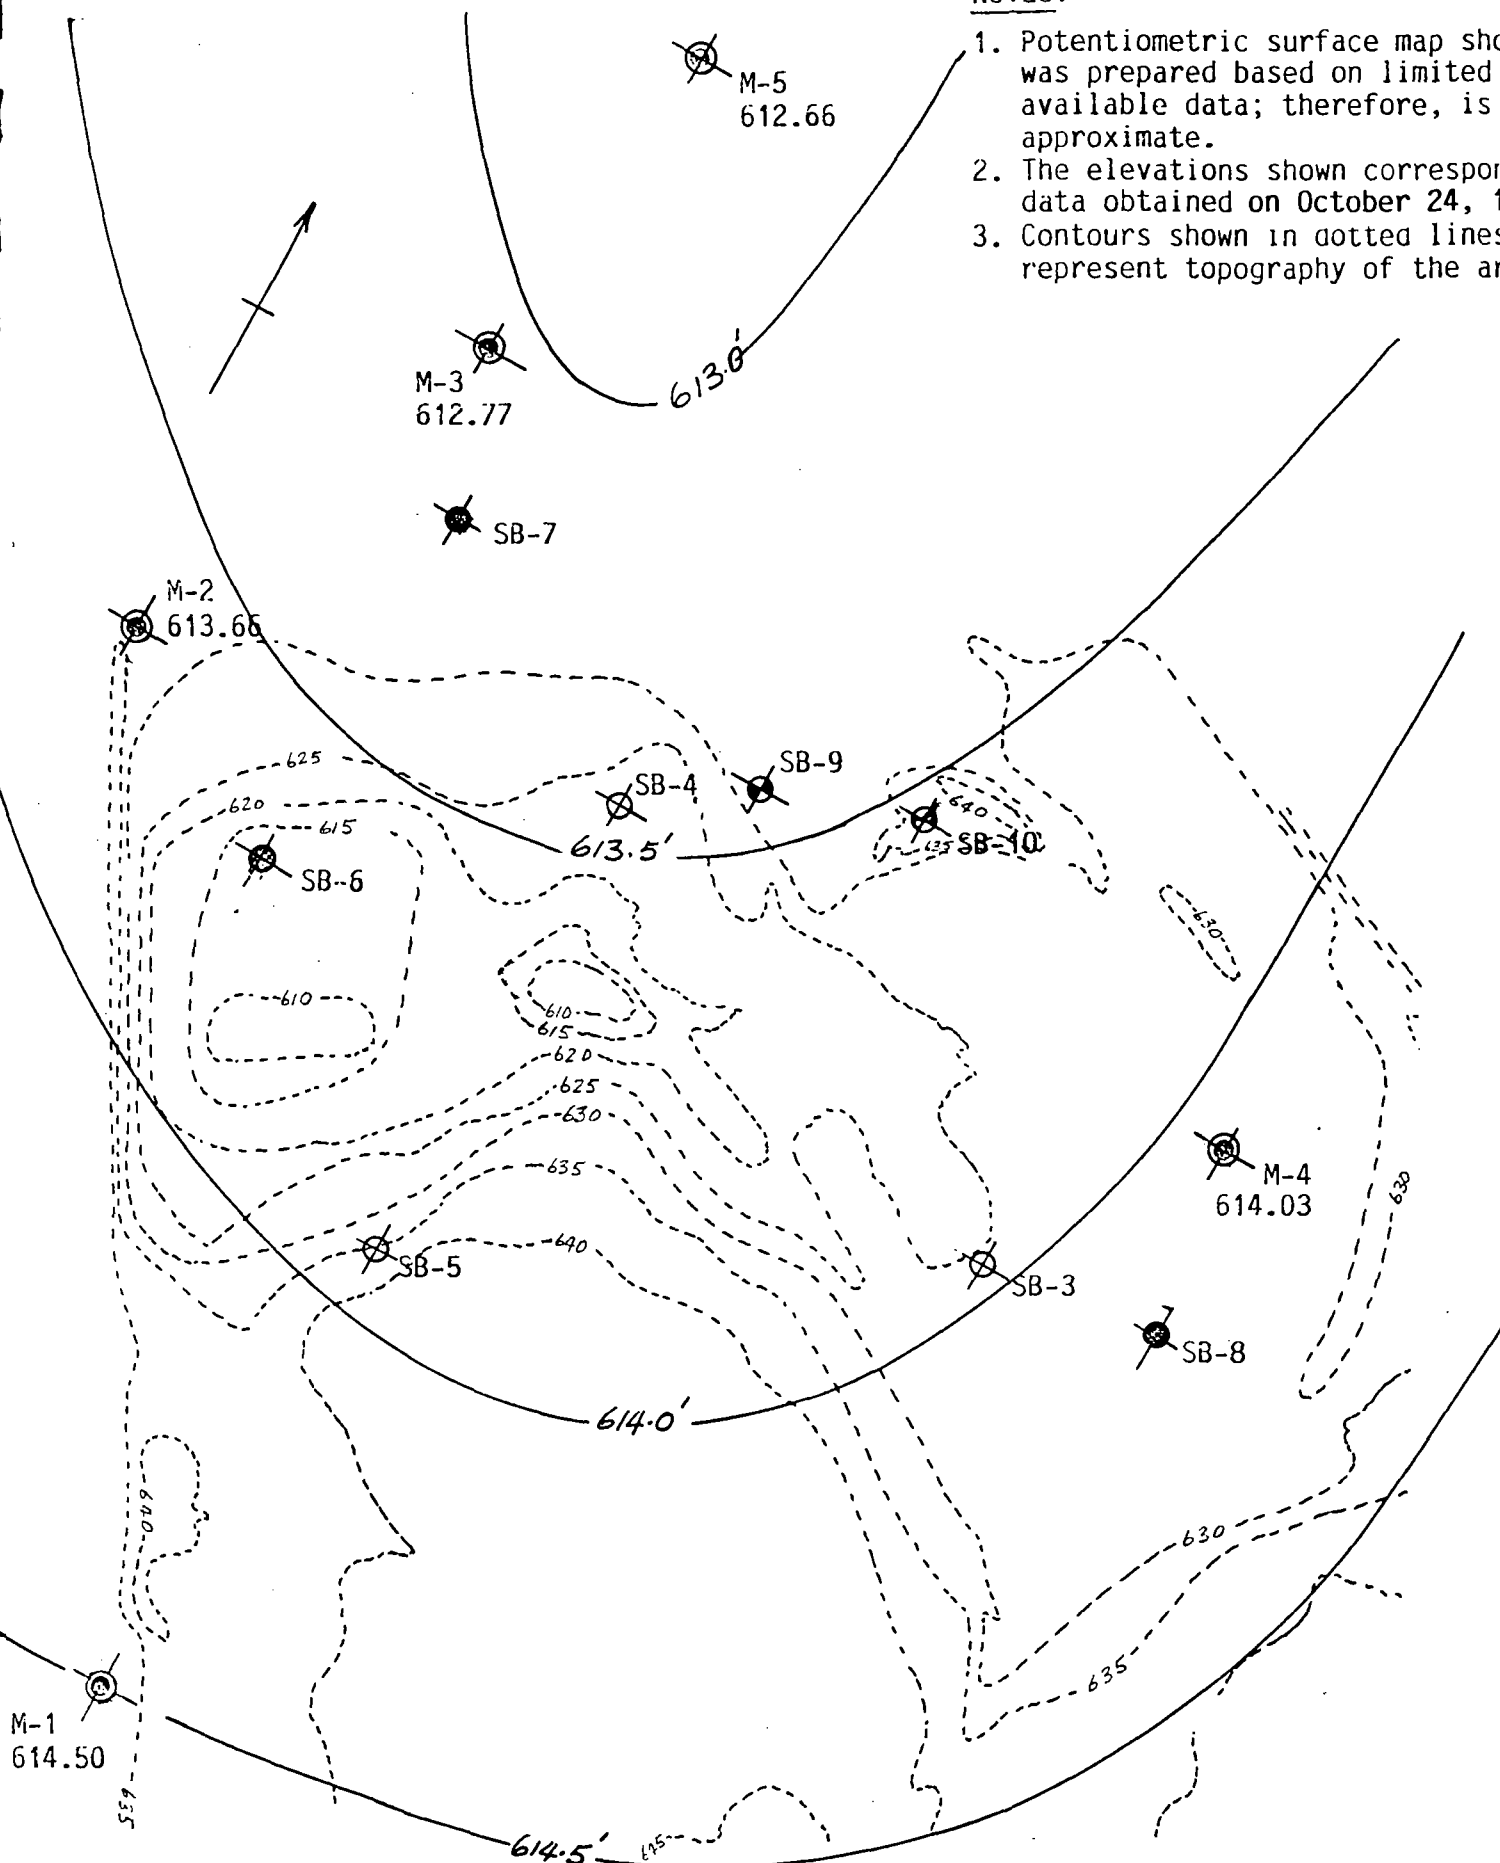 1. Potentiometric surface map
was prepared based on limited
available data; therefore, is
approximate.
2. The elevations shown
data obtained on October 24,
3. Contours shown in dotted lines
represent topography of the
M-5
612.66
M-3
612.77
613.0'
SB-7
M-2
613.66
625
SB-4
SB-9
620
615
640
613.5'
635
SB-10
SB-6
630
610
610
615
620
625
630
M-4
614.03
630
635
640
SB-5
SB-3
SB-8
614.0'
640
630
635
M-1
614.50
635
614.5'